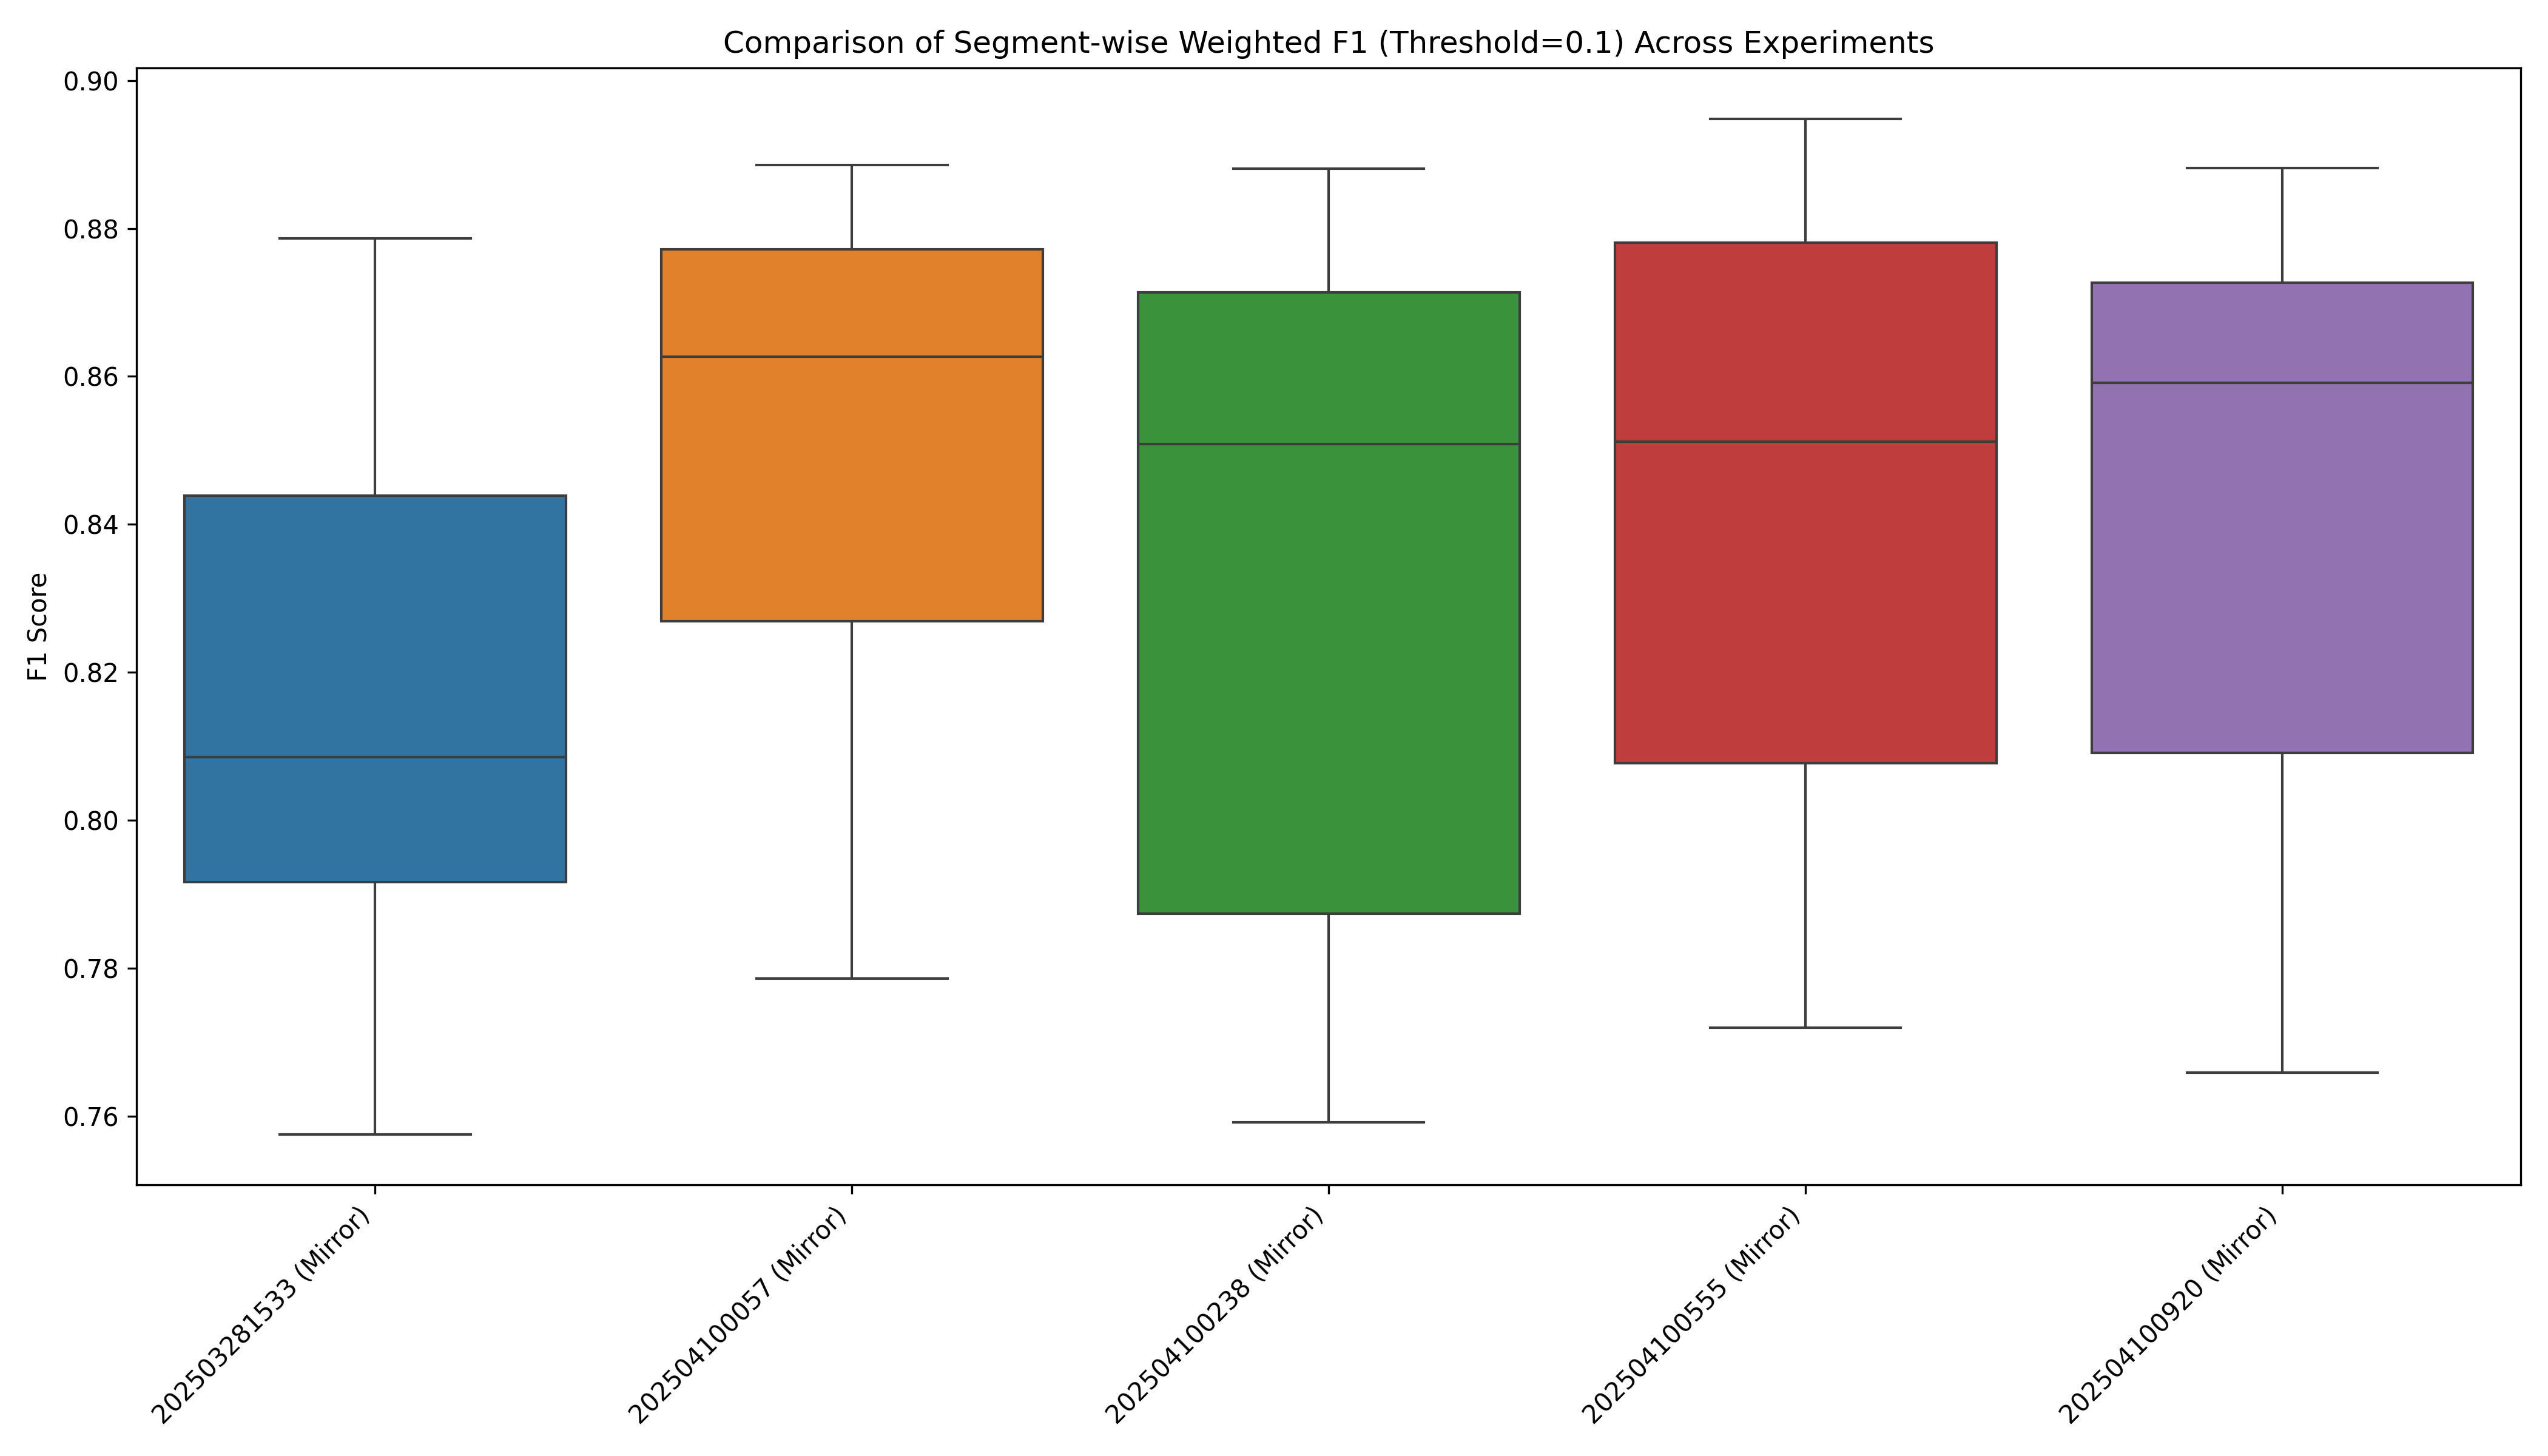 Comparison of Segment-wise Weighted F1 (Threshold=0.1) Across Experiments
F1 Score
0.90
0.88
0.86
0.84
0.82
0.80
0.78
0.76
202503281533 (Mirror)
202504100057 (Mirror)
202504100238 (Mirror)
202504100555 (Mirror)
202504100920 (Mirror)